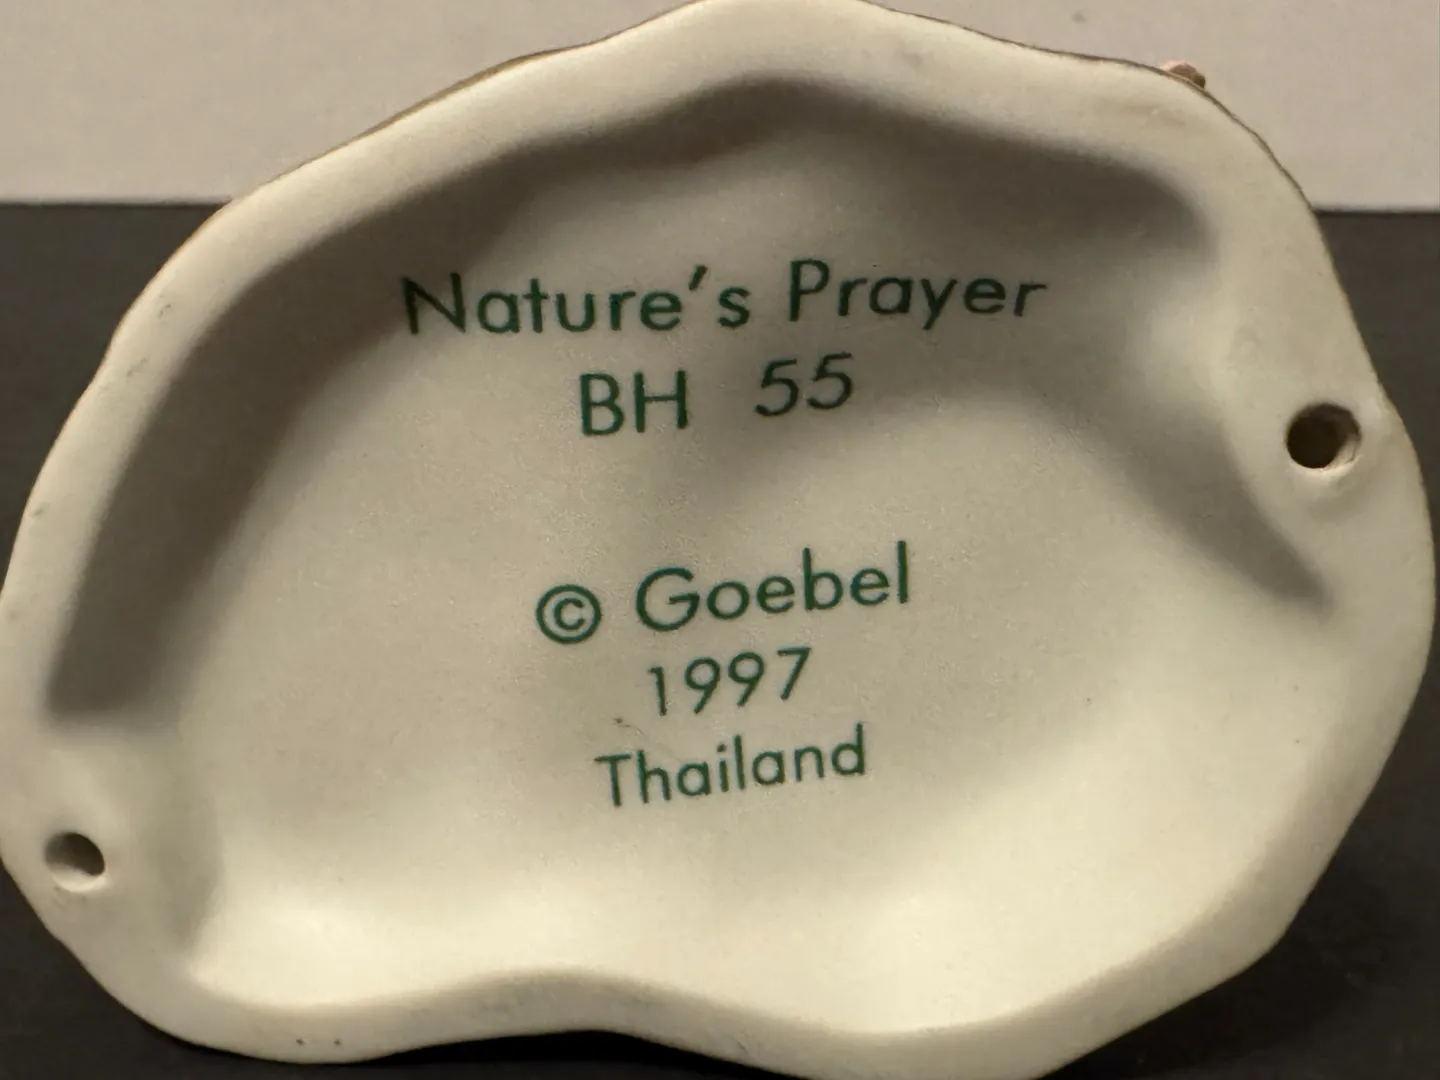 Nature's Prayer
BH 55
© Goebel
1997
Thailand